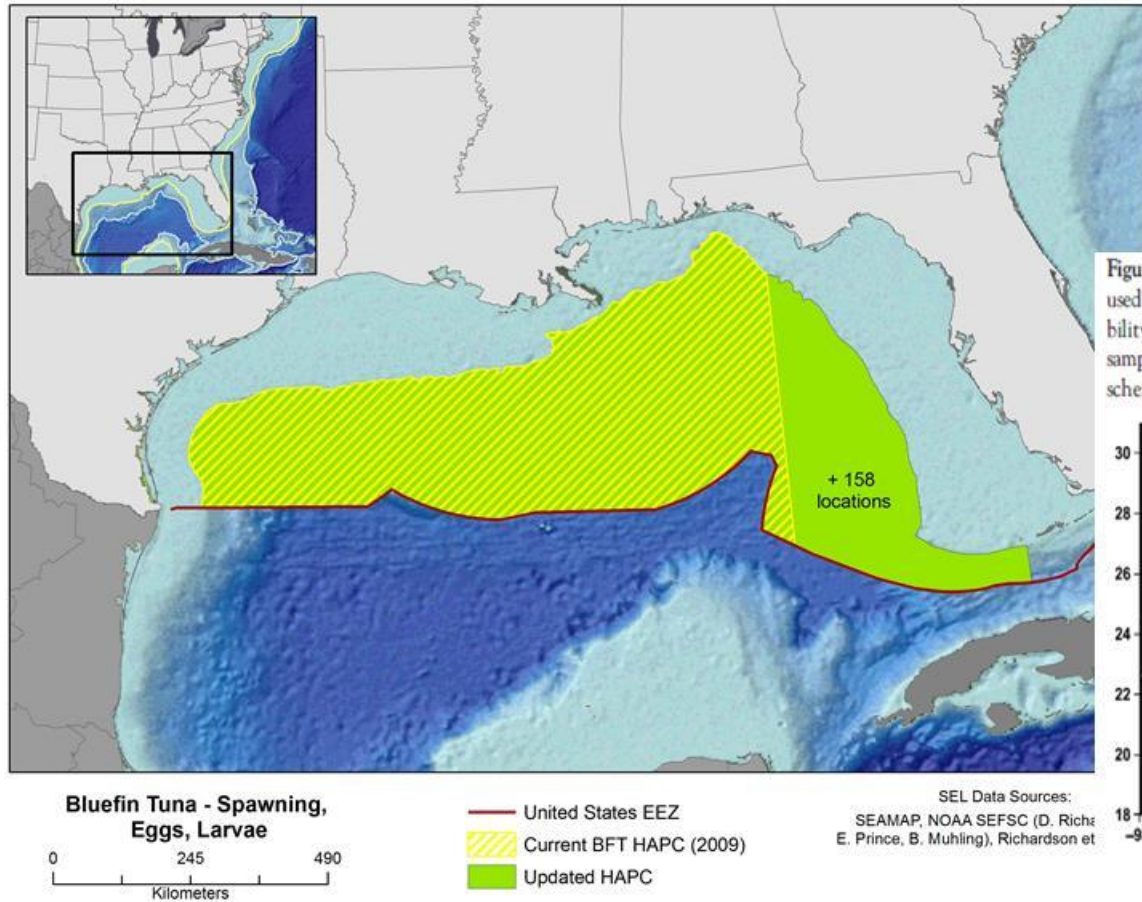 + 158
locations
Figu
used
bility
samp
sche
30
28
26
24
22
20
18
-9
Bluefin Tuna - Spawning,
Eggs, Larvae
0 245 490
Kilometers
United States EEZ
Current BFT HAPC (2009)
Updated HAPC
SEL Data Sources:
SEAMAP, NOAA SEFSC (D. Richa
E. Prince, B. Muhling), Richardson et